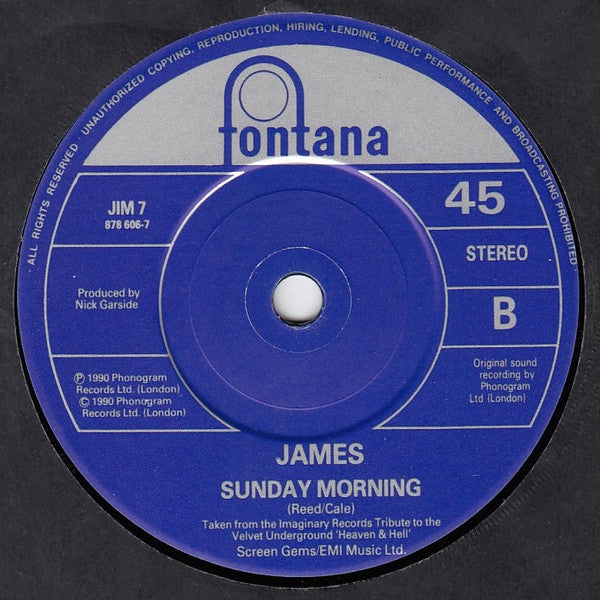 ALL RIGHTS RESERVED · UNAUTHORIZED COPYING, REPRODUCTION, HIRING, LENDING, PUBLIC PERFORMANCE AND BROADCASTING PROHIBITED ·
fontana
JIM 7
878 606-7
45
STEREO
B
Produced by
Nick Garside
Ⓟ 1990 Phonogram
Records Ltd. (London)
© 1990 Phonogram
Records Ltd. (London)
Original sound
recording by
Phonogram
Ltd (London)
JAMES
SUNDAY MORNING
(Reed/Cale)
Taken from the Imaginary Records Tribute to the
Velvet Underground 'Heaven & Hell'
Screen Gems/EMI Music Ltd.